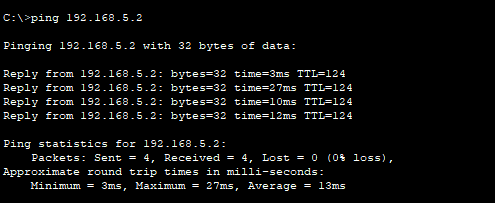 C:\>ping 192.168.5.2
Pinging 192.168.5.2 with 32 bytes of data:
Reply from 192.168.5.2: bytes=32 time=3ms TTL=124
Reply from 192.168.5.2: bytes=32 time=27ms TTL=124
Reply from 192.168.5.2: bytes=32 time=10ms TTL=124
Reply from 192.168.5.2: bytes=32 time=12ms TTL=124
Ping statistics for 192.168.5.2:
Packets: Sent = 4, Received = 4, Lost = 0 (0% loss),
Approximate round trip times in milli-seconds:
Minimum = 3ms, Maximum = 27ms, Average = 13ms